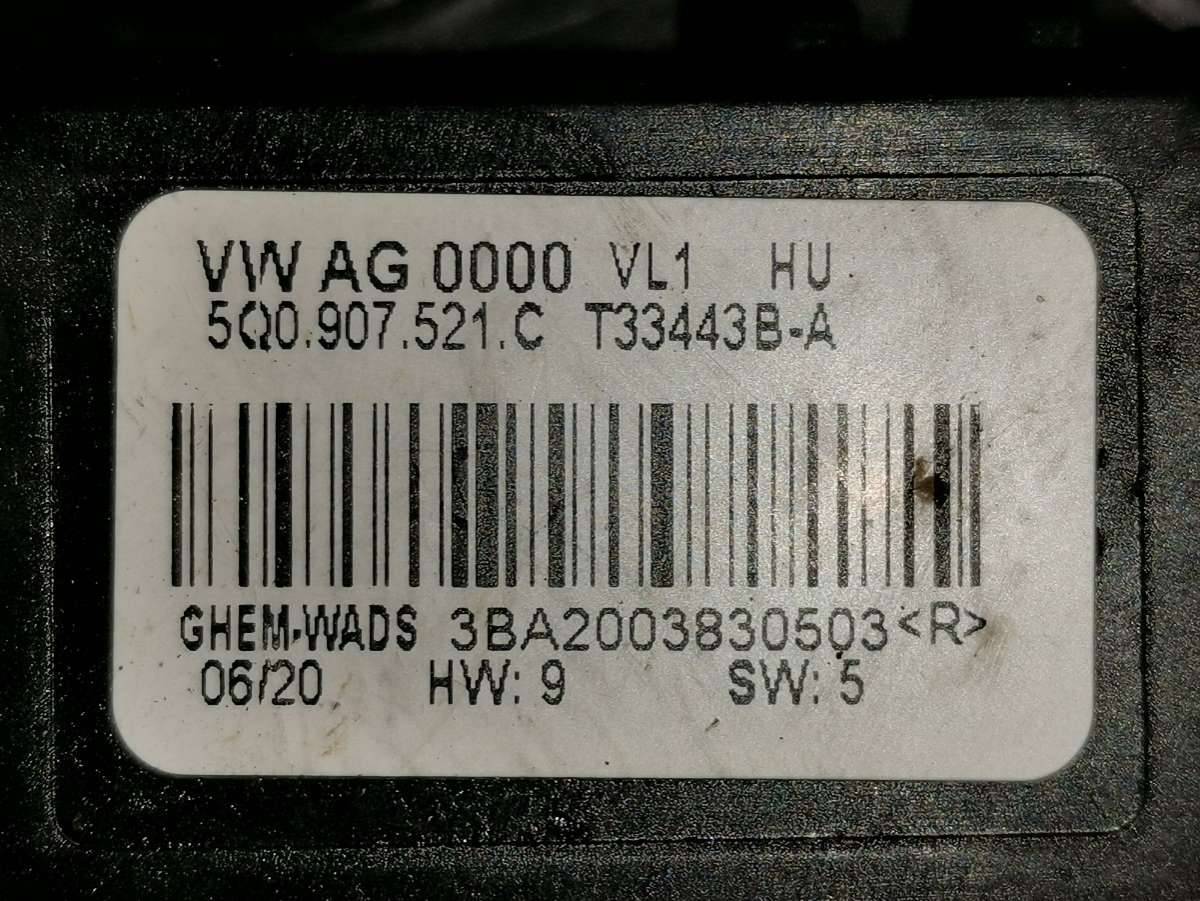 VW AG 0000 VL1 HU
5Q0.907.521.C T33443B-A
GHEM-WADS 3BA2003830503<R>
06/20 HW: 9 SW: 5